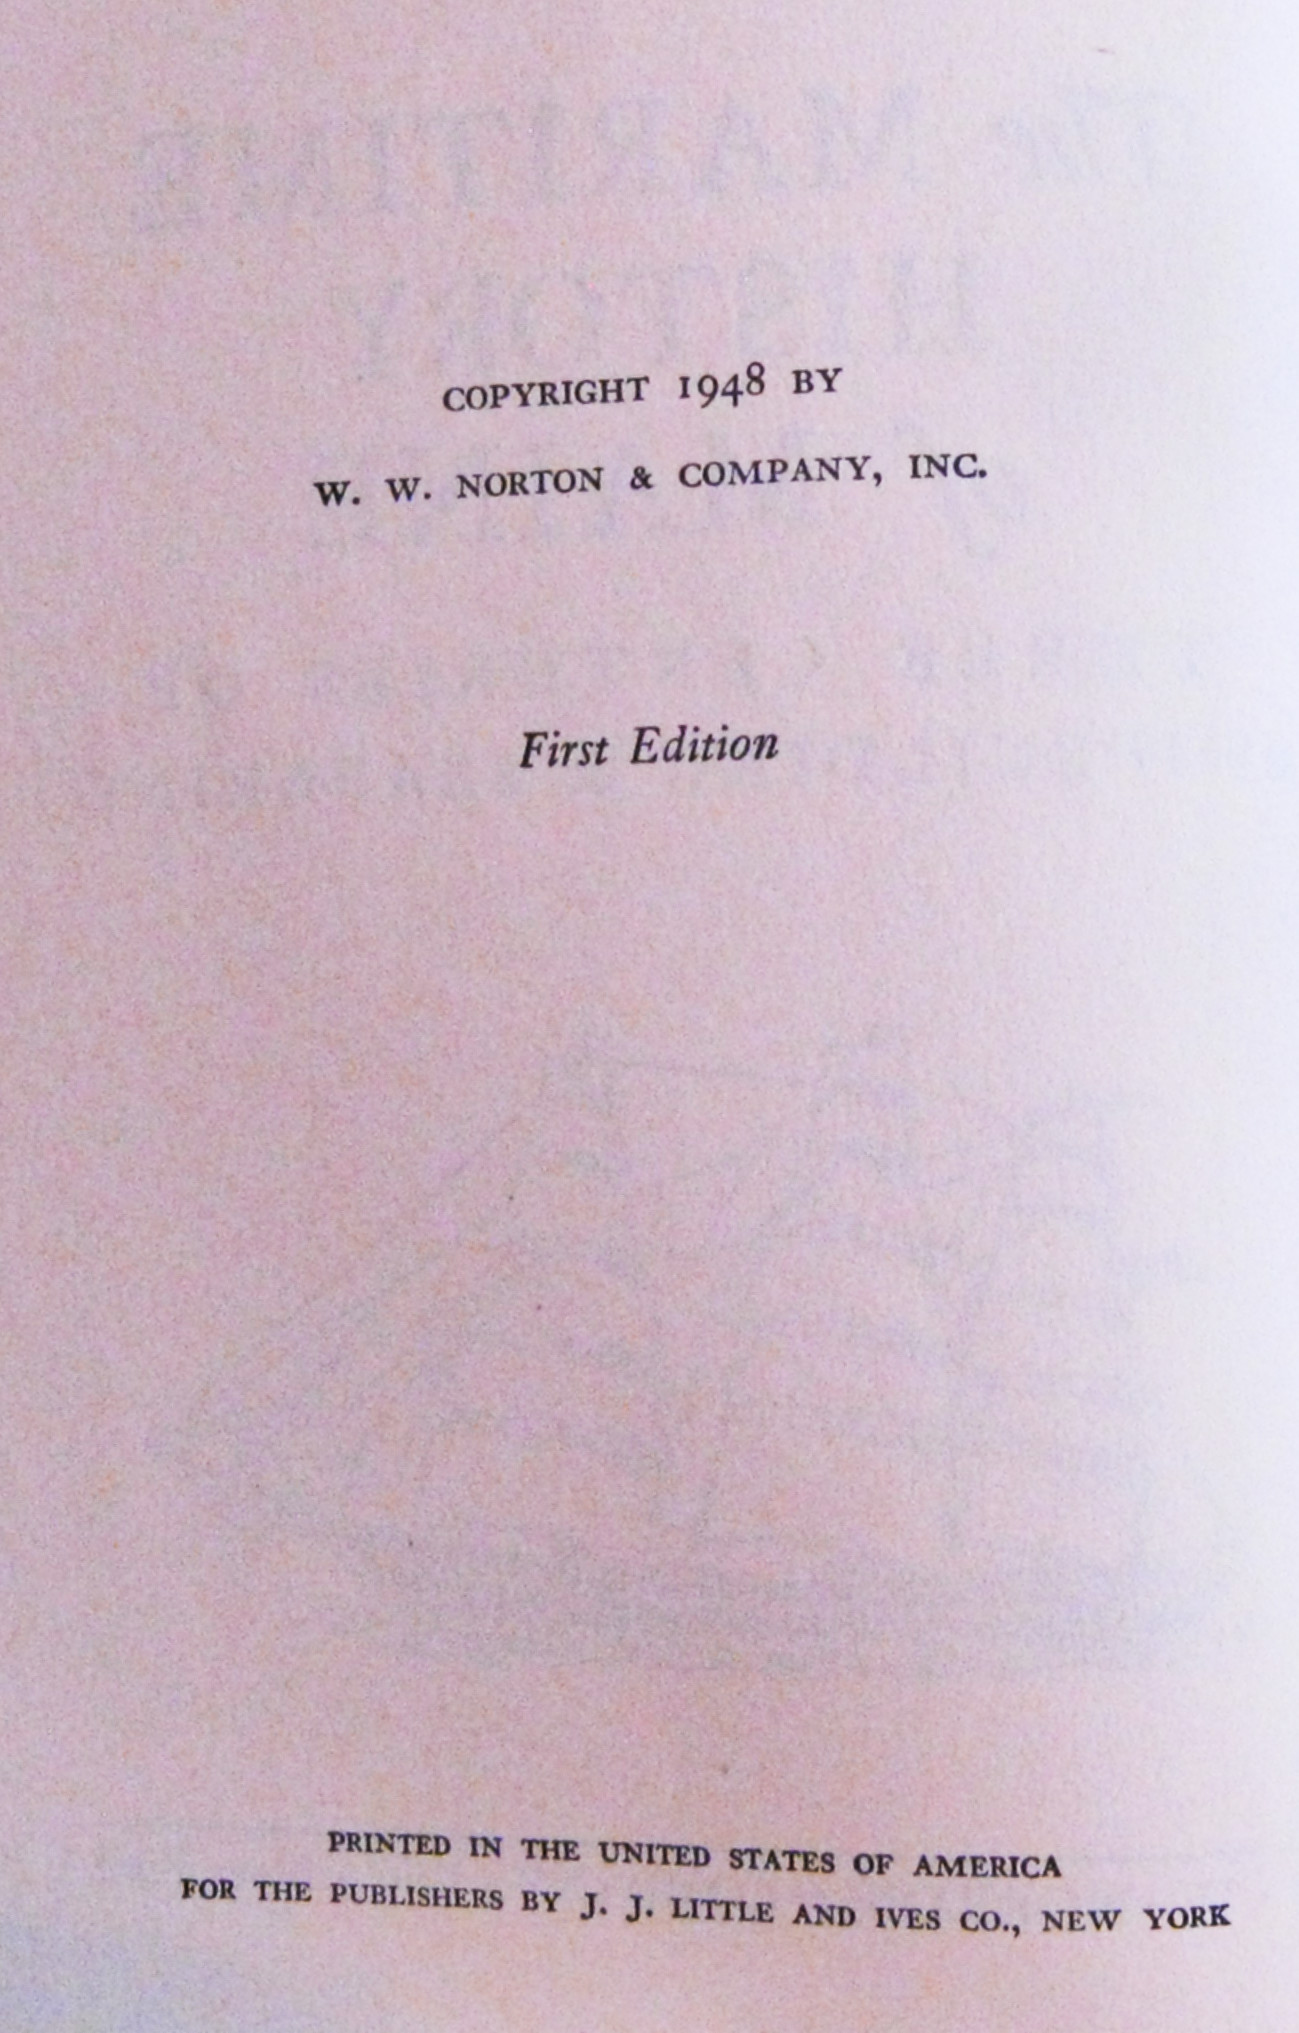 COPYRIGHT 1948 BY
W. W. NORTON & COMPANY, INC.
First Edition
PRINTED IN THE UNITED STATES OF AMERICA
FOR THE PUBLISHERS BY J. J. LITTLE AND IVES CO., NEW YORK